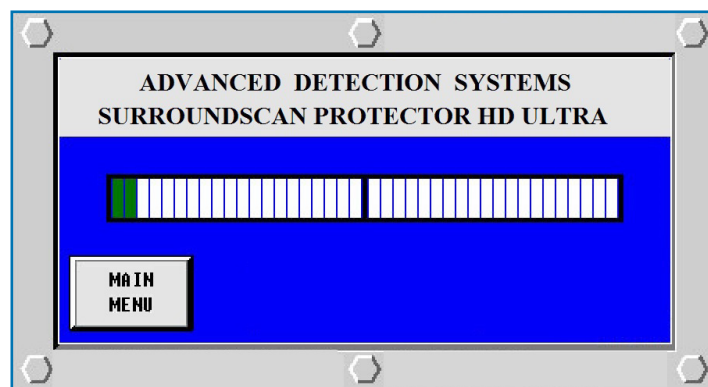 ADVANCED DETECTION SYSTEMS
SURROUNDSCAN PROTECTOR HD ULTRA
MAIN
MENU